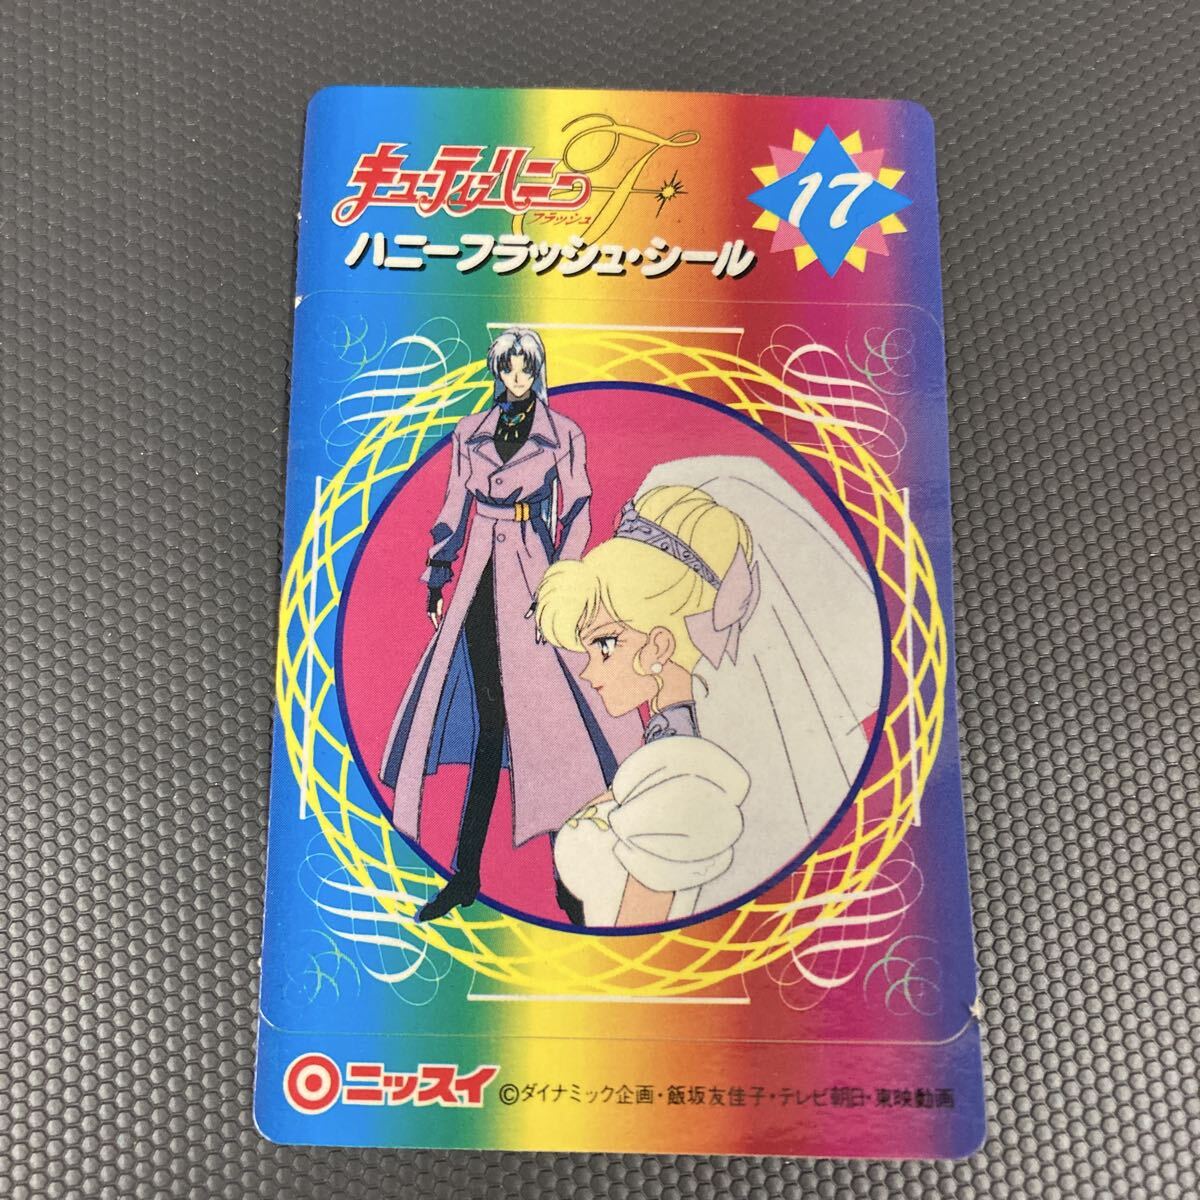 キューティーハニーF
フラッシュ
ハニーフラッシュ・シール
17
ニッスイ
©ダイナミック企画・飯坂友佳子・テレビ朝日・東映動画